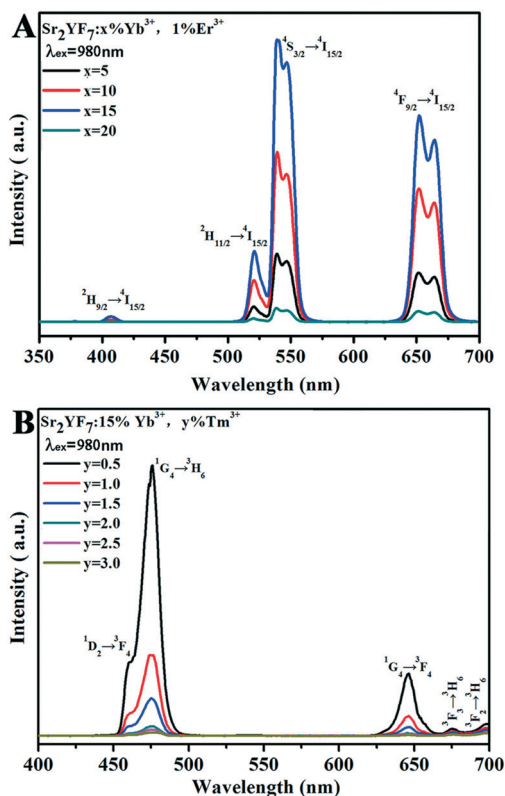 A
Sr₂YF₇:x%Yb³⁺, 1%Er³⁺
λex=980nm
x=5
x=10
x=15
x=20
⁴S₃/₂→⁴I₁₅/₂
⁴F₉/₂→⁴I₁₅/₂
²H₁₁/₂→⁴I₁₅/₂
²H₉/₂→⁴I₁₅/₂
Intensity ( a.u.)
350 400 450 500 550 600 650 700
Wavelength (nm)
B
Sr₂YF₇:15% Yb³⁺, y%Tm³⁺
λex=980nm
y=0.5
y=1.0
y=1.5
y=2.0
y=2.5
y=3.0
¹G₄→³H₆
¹D₂→³F₄
¹G₄→³F₄
³F₃→³H₆
³F₂→³H₆
Intensity ( a.u.)
400 450 500 550 600 650 700
Wavelength (nm)